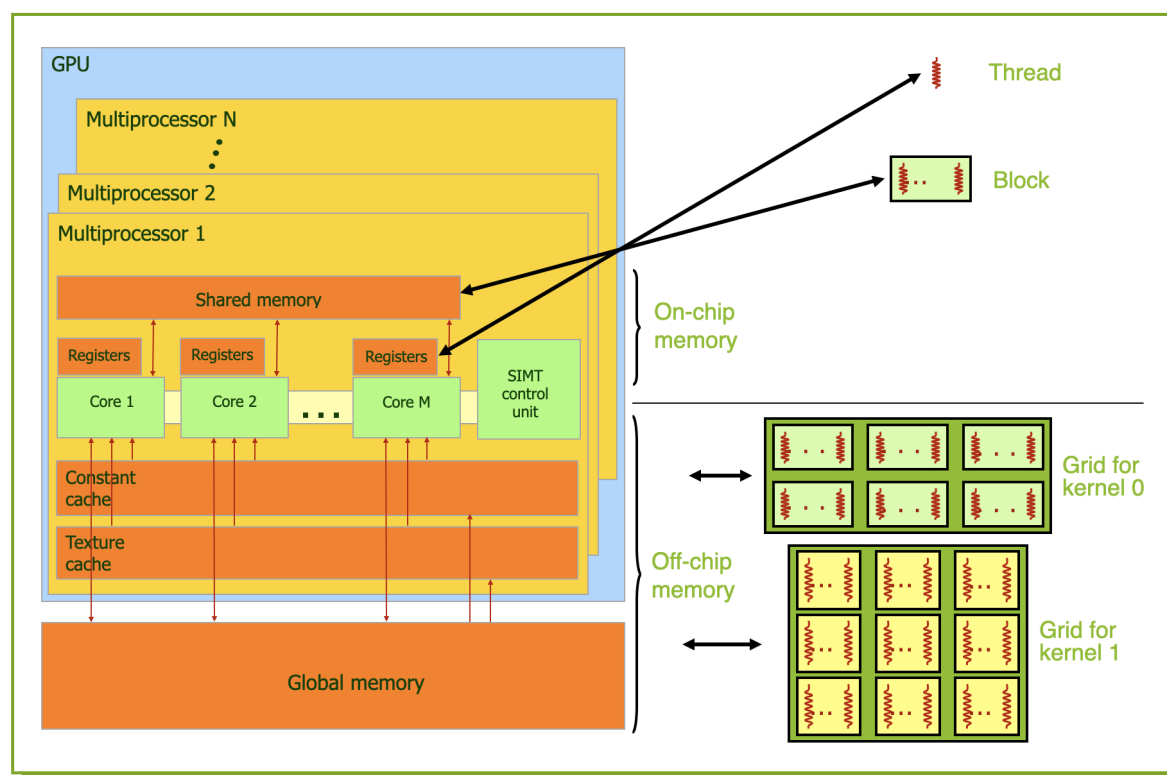 GPU
Multiprocessor N
Multiprocessor 2
Multiprocessor 1
Shared memory
Registers
Registers
Registers
Core 1
Core 2
...
Core M
SIMT
control
unit
Constant
cache
Texture
cache
Global memory
Thread
Block
On-chip
memory
Off-chip
memory
Grid for
kernel 0
Grid for
kernel 1